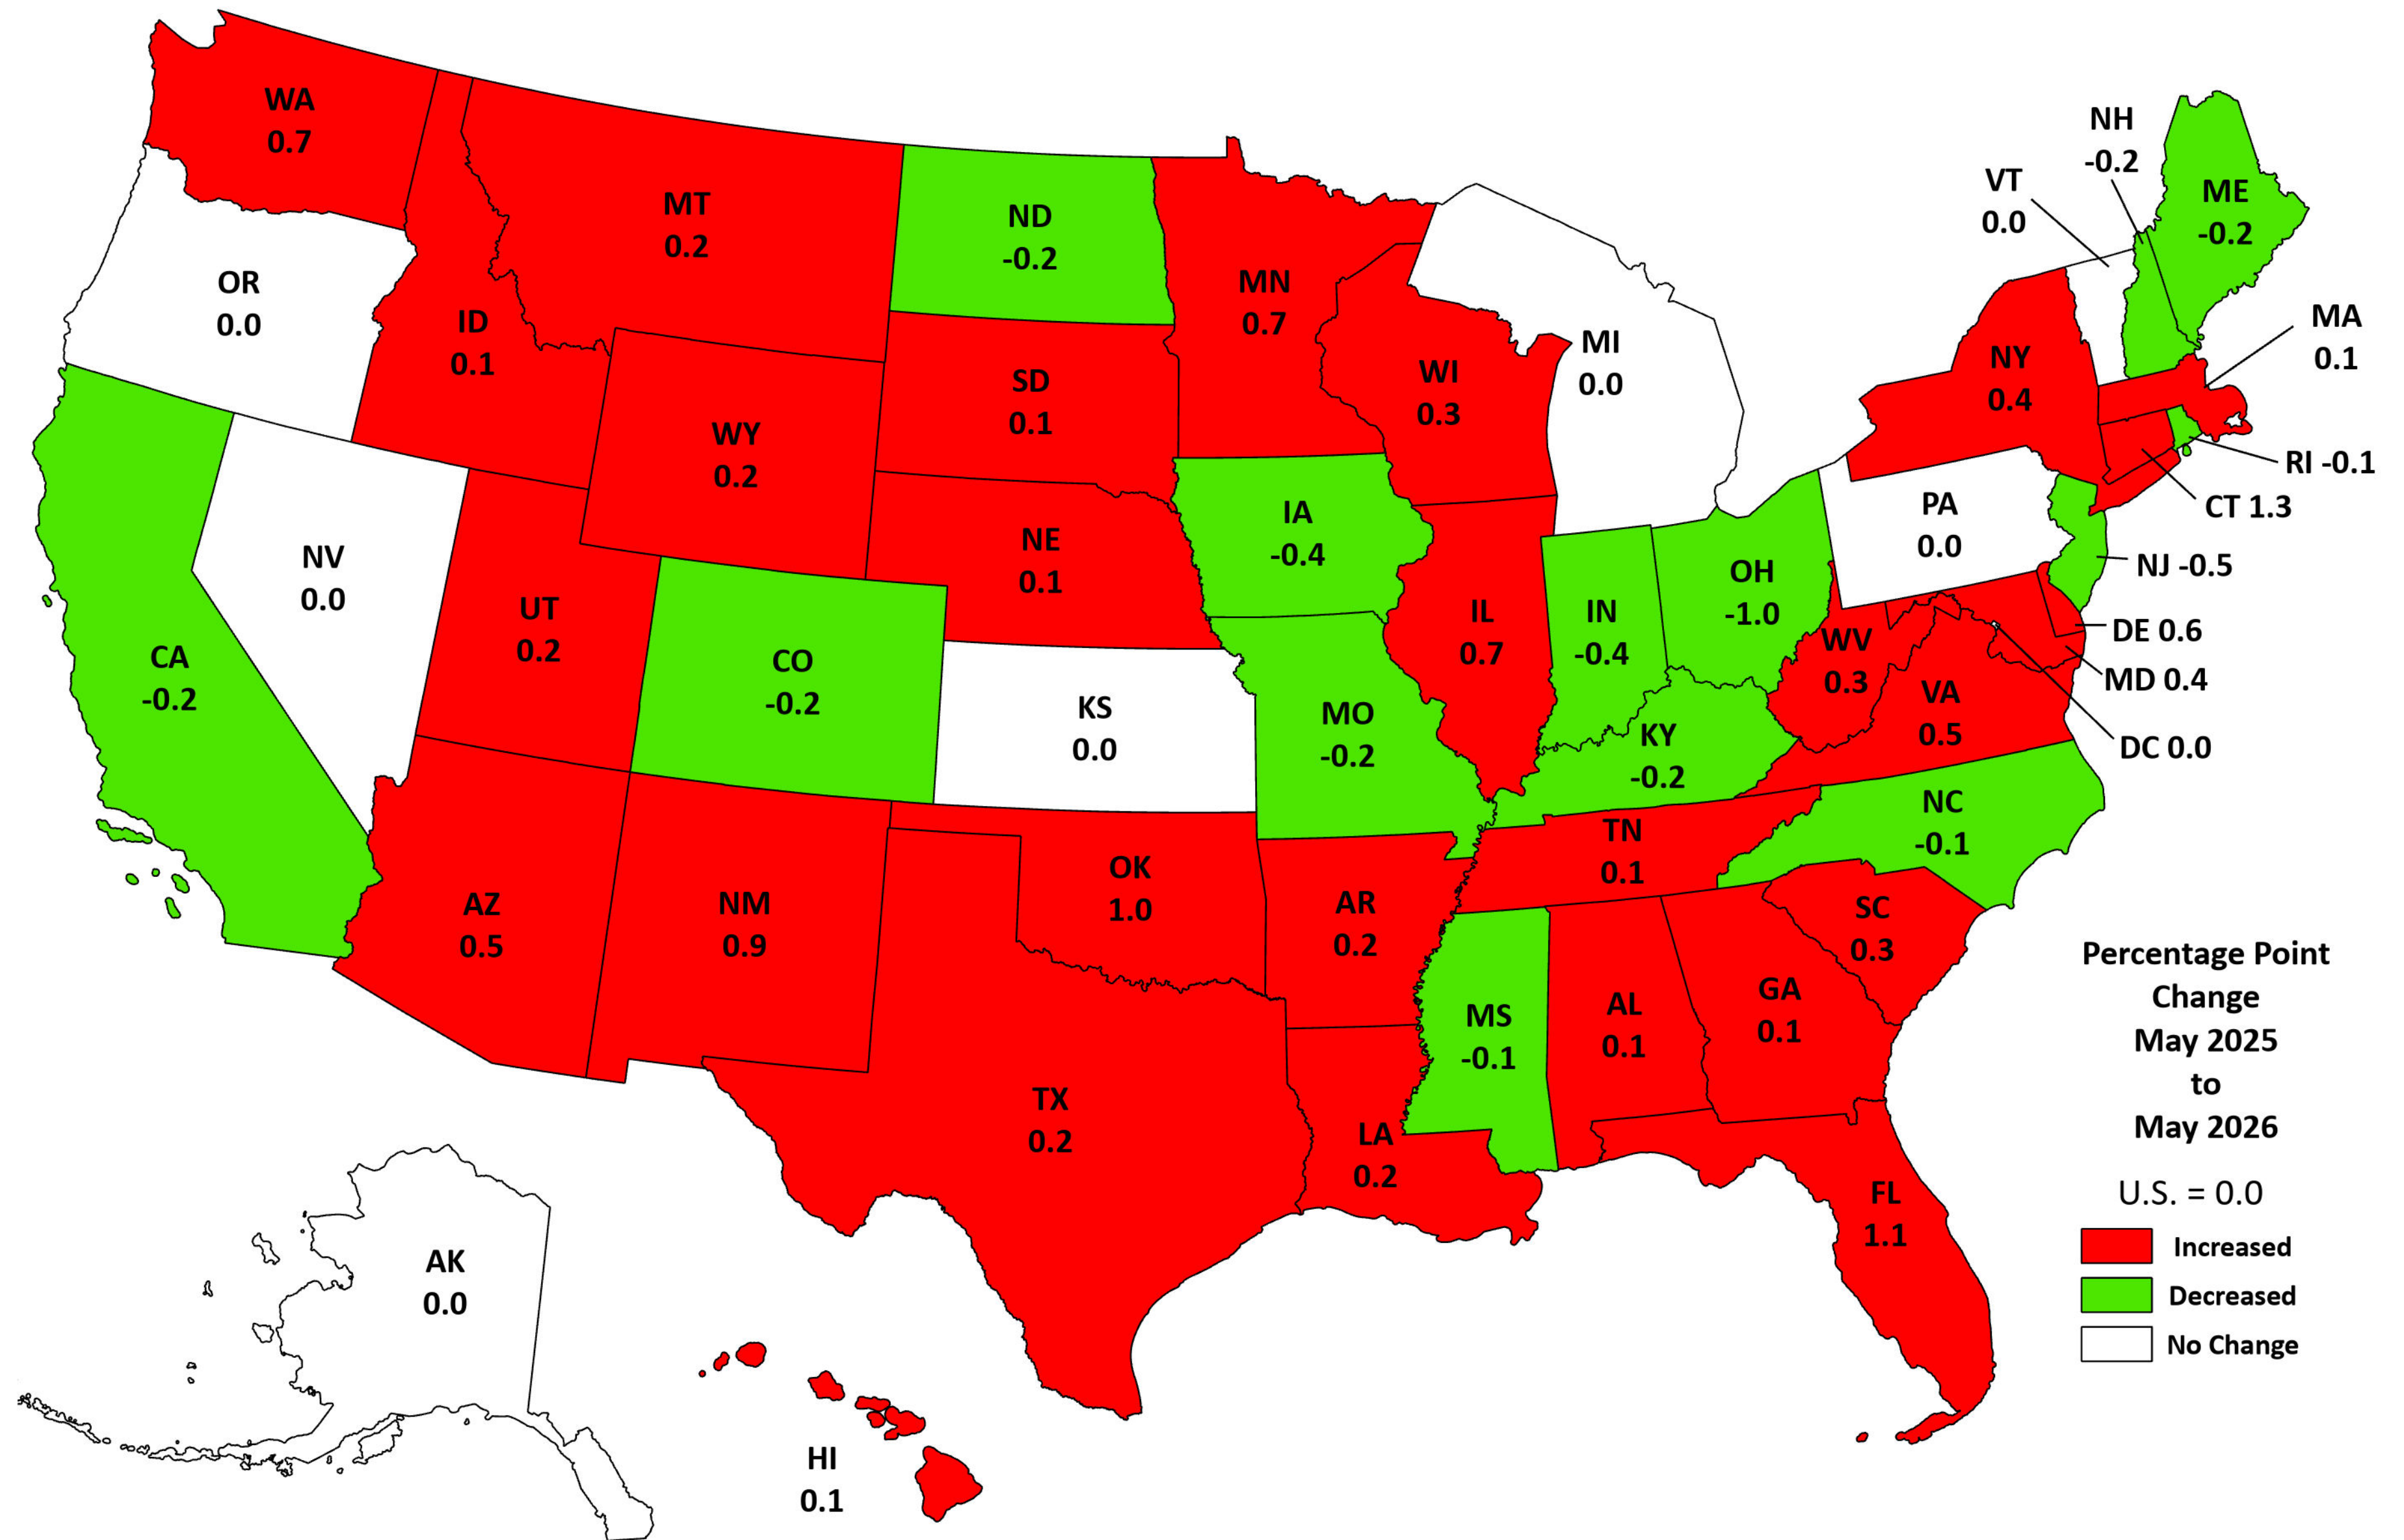 WA
0.7
OR
0.0
ID
0.1
MT
0.2
ND
-0.2
MN
0.7
WI
0.3
MI
0.0
SD
0.1
WY
0.2
NE
0.1
IA
-0.4
IL
0.7
IN
-0.4
OH
-1.0
PA
0.0
NY
0.4
VT
0.0
NH
-0.2
ME
-0.2
MA
0.1
RI -0.1
CT 1.3
NJ -0.5
DE 0.6
MD 0.4
DC 0.0
WV
0.3
VA
0.5
KY
-0.2
NC
-0.1
TN
0.1
SC
0.3
CA
-0.2
NV
0.0
UT
0.2
CO
-0.2
KS
0.0
MO
-0.2
AZ
0.5
NM
0.9
OK
1.0
AR
0.2
MS
-0.1
AL
0.1
GA
0.1
TX
0.2
LA
0.2
FL
1.1
AK
0.0
HI
0.1
Percentage Point
Change
May 2025
to
May 2026
U.S. = 0.0
Increased
Decreased
No Change